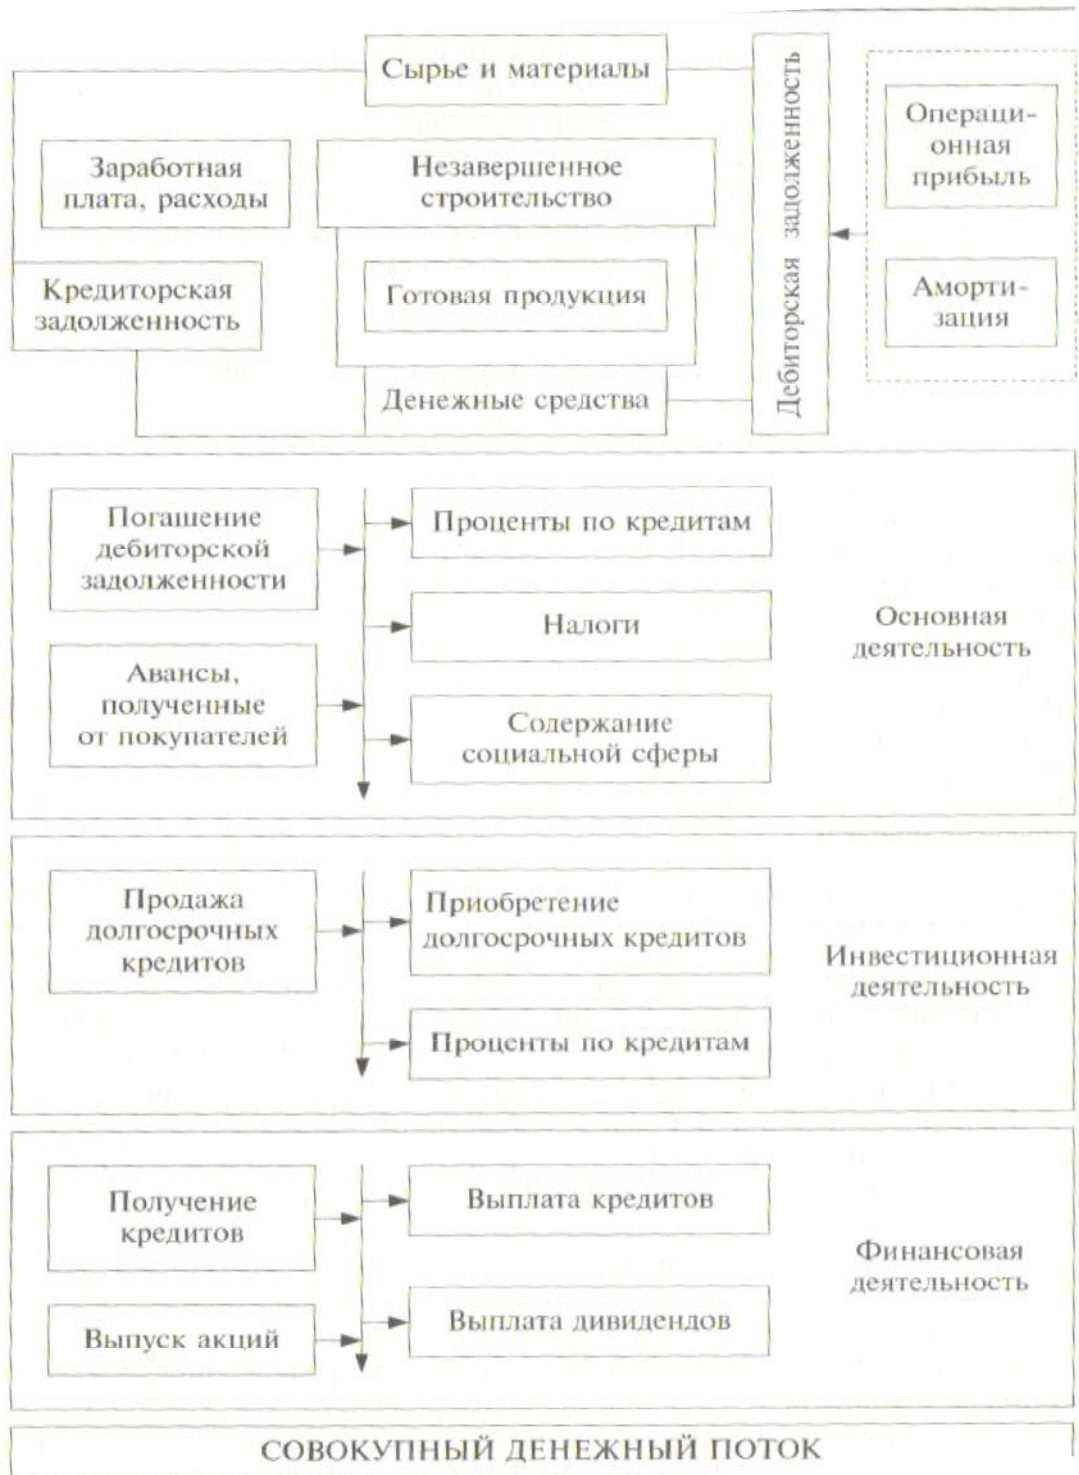 Сырье и материалы
Заработная
плата, расходы
Незавершенное
строительство
Кредиторская
задолженность
Готовая продукция
Денежные средства
Дебиторская задолженность
Операци-
онная
прибыль
Аморти-
зация
Погашение
дебиторской
задолженности
Авансы,
полученные
от покупателей
Проценты по кредитам
Налоги
Содержание
социальной сферы
Основная
деятельность
Продажа
долгосрочных
кредитов
Приобретение
долгосрочных кредитов
Проценты по кредитам
Инвестиционная
деятельность
Получение
кредитов
Выпуск акций
Выплата кредитов
Выплата дивидендов
Финансовая
деятельность
СОВОКУПНЫЙ ДЕНЕЖНЫЙ ПОТОК